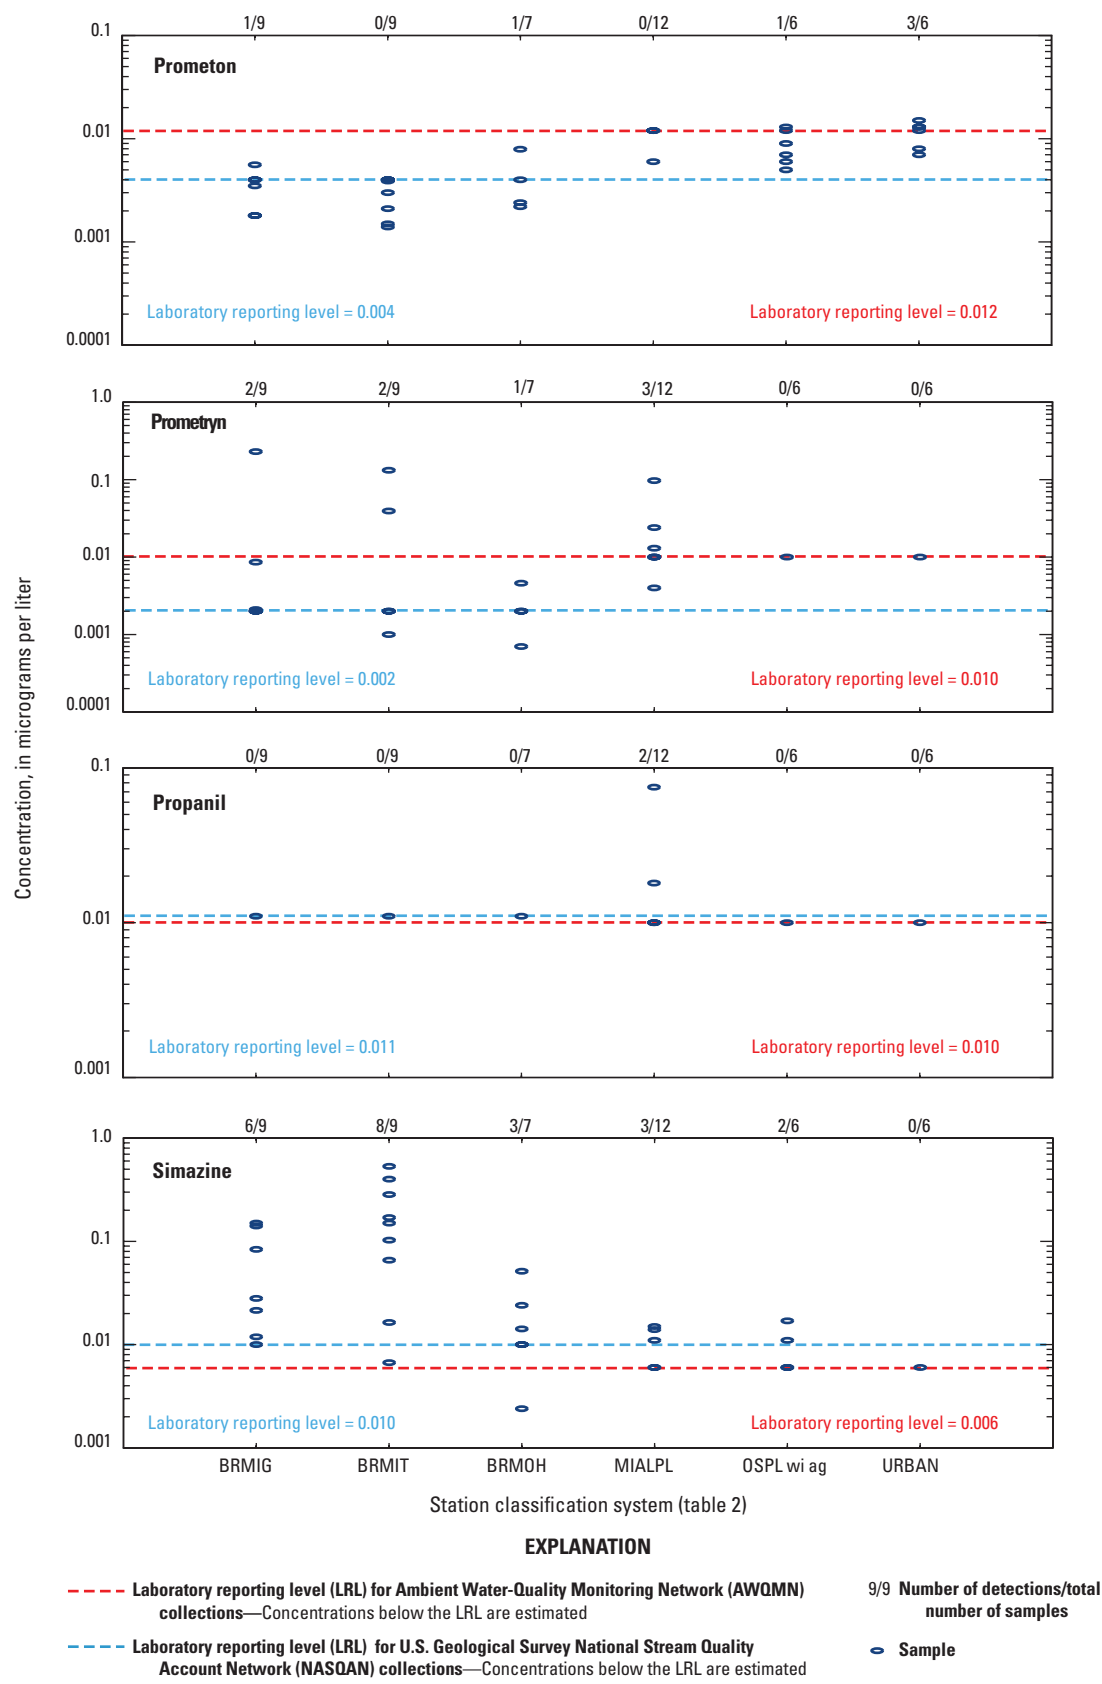 1/9 0/9 1/7 0/12 1/6 3/6
0.1
Prometon
0.01
0.001
Laboratory reporting level = 0.004
Laboratory reporting level = 0.012
0.0001
2/9 2/9 1/7 3/12 0/6 0/6
1.0
Prometryn
0.1
0.01
0.001
Laboratory reporting level = 0.002
Laboratory reporting level = 0.010
0.0001
Concentration, in micrograms per liter
0/9 0/9 0/7 2/12 0/6 0/6
0.1
Propanil
0.01
Laboratory reporting level = 0.011
Laboratory reporting level = 0.010
0.001
6/9 8/9 3/7 3/12 2/6 0/6
1.0
Simazine
0.1
0.01
Laboratory reporting level = 0.010
Laboratory reporting level = 0.006
0.001
BRMIG BRMIT BRMOH MIALPL OSPL wi ag URBAN
Station classification system (table 2)
EXPLANATION
Laboratory reporting level (LRL) for Ambient Water-Quality Monitoring Network (AWQMN)
collections—Concentrations below the LRL are estimated
Laboratory reporting level (LRL) for U.S. Geological Survey National Stream Quality
Account Network (NASQAN) collections—Concentrations below the LRL are estimated
9/9 Number of detections/total
number of samples
Sample